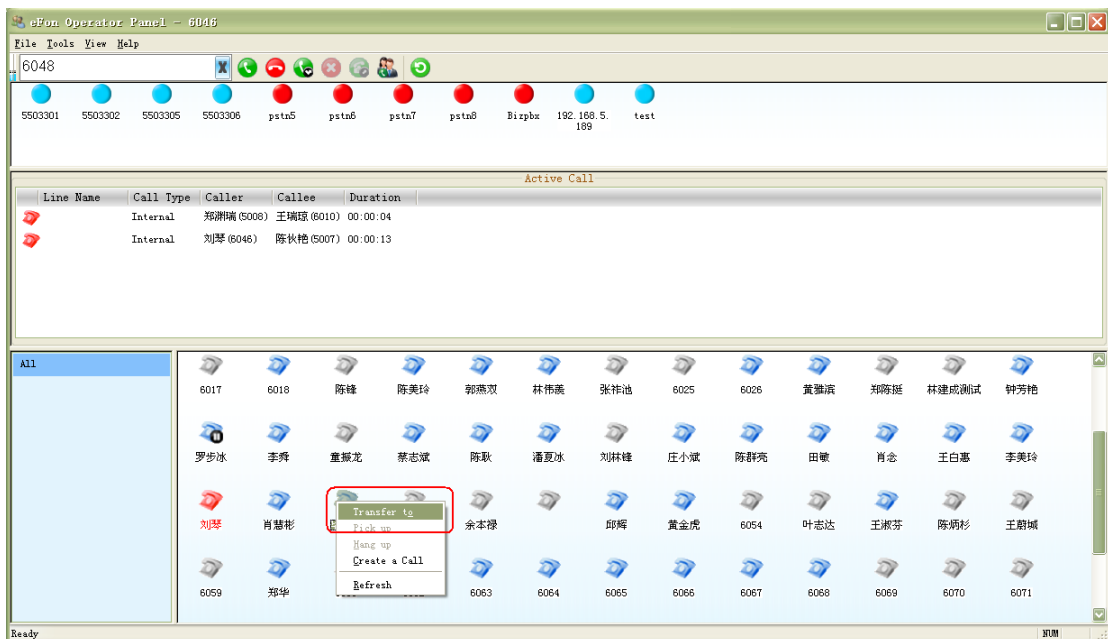 eFon Operator Panel - 6046
File Tools View Help
6048 X
5503301 5503302 5503305 5503306 pstn5 pstn6 pstn7 pstn8 Bizpbx 192.168.5. test
189
Active Call
Line Name Call Type Caller Callee Duration
Internal 郑渊瑞(5008) 王瑞琼(6010) 00:00:04
Internal 刘琴(6046) 陈伙艳(5007) 00:00:13
All
6017 6018 陈锋 陈美玲 郭燕双 林伟義 张祎池 6025 6026 黄雅滨 郑陈挺 林建成测试 钟芳艳
罗步冰 李舜 童振龙 蔡志斌 陈耿 潘夏冰 刘林锋 庄小斌 陈群亮 田敏 肖念 王白惠 李美玲
刘琴 肖慧彬 余本禄 邱辉 黄金虎 6054 叶志达 王淑芬 陈炳杉 王蔚城
Transfer to
Pick up
Hang up
Create a Call
Refresh
6059 郑华 6063 6064 6065 6066 6067 6068 6069 6070 6071
Ready NUM